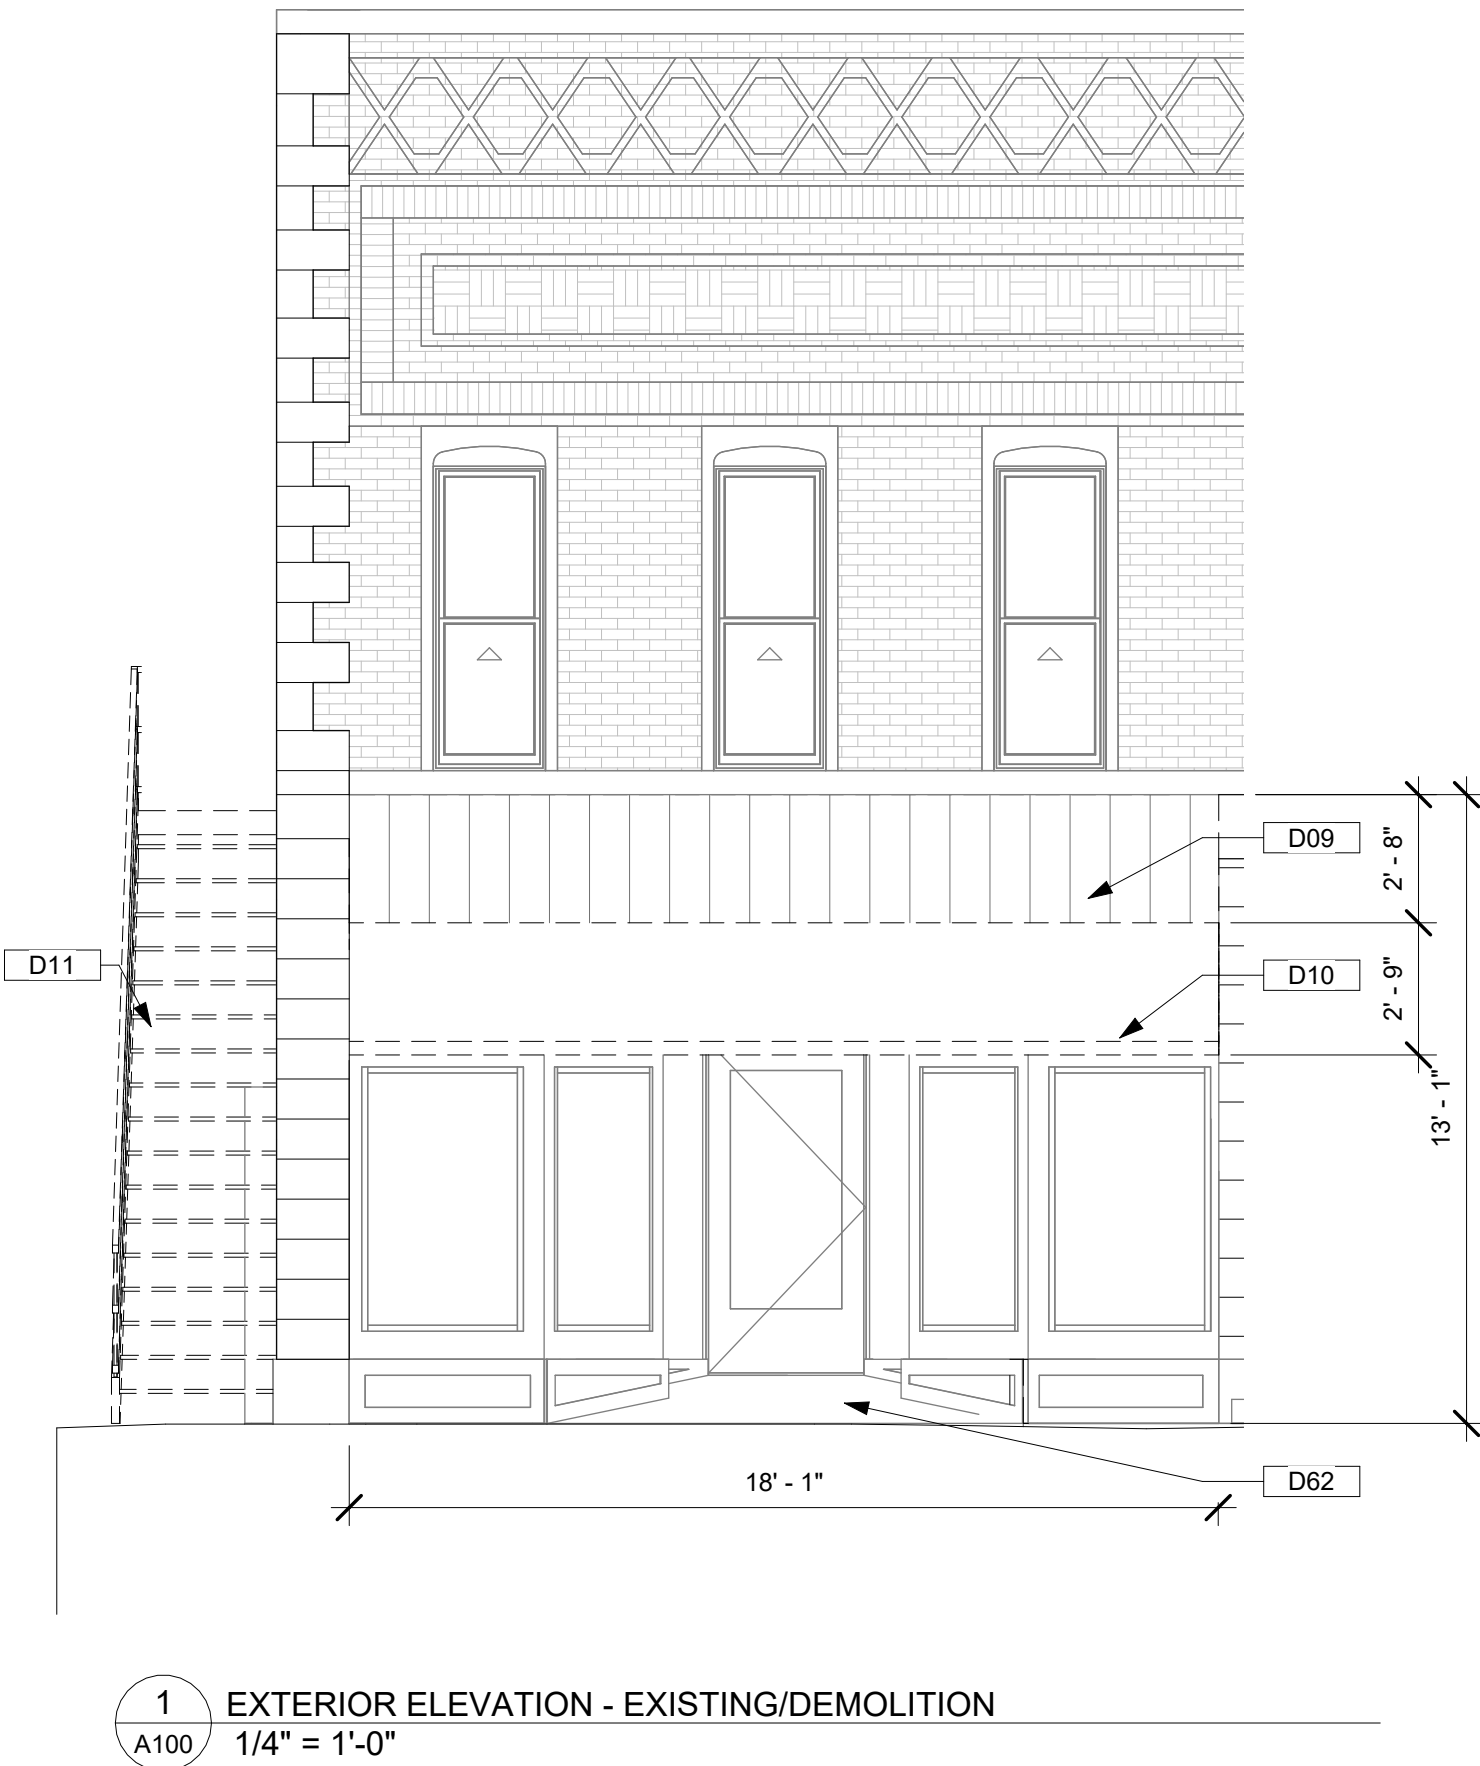 D09
2' - 8"
D11
D10
2' - 9"
13' - 1"
18' - 1"
D62
1
EXTERIOR ELEVATION - EXISTING/DEMOLITION
A100
1/4" = 1'-0"